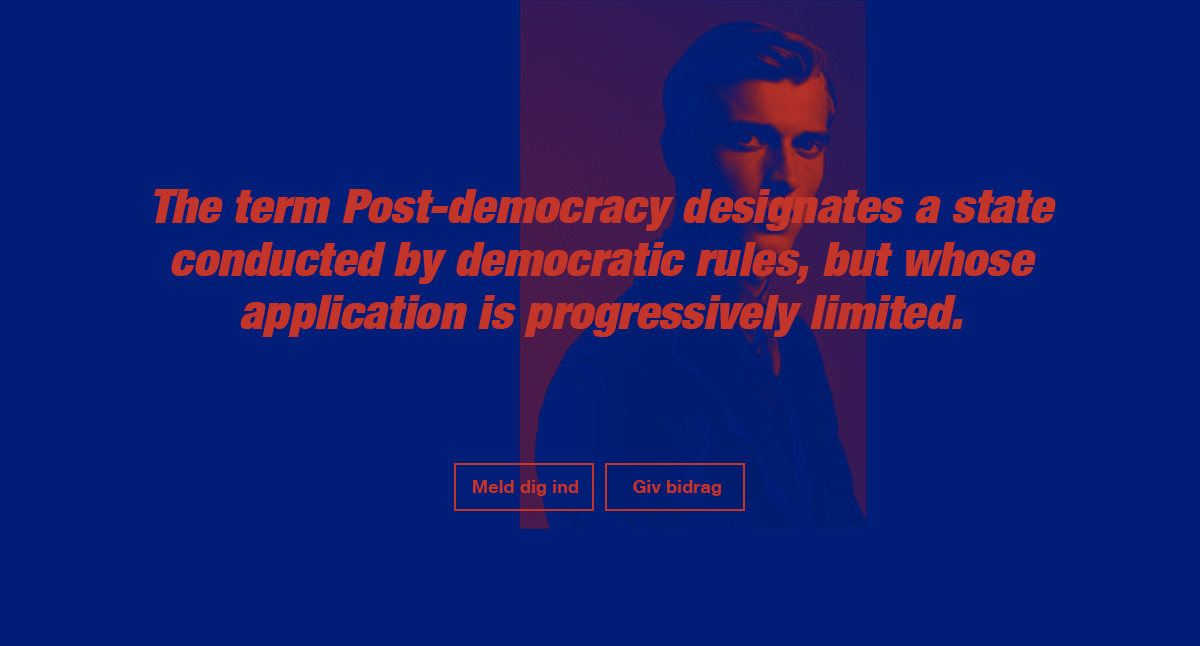 The term Post-democracy designates a state
conducted by democratic rules, but whose
application is progressively limited.
Meld dig ind
Giv bidrag